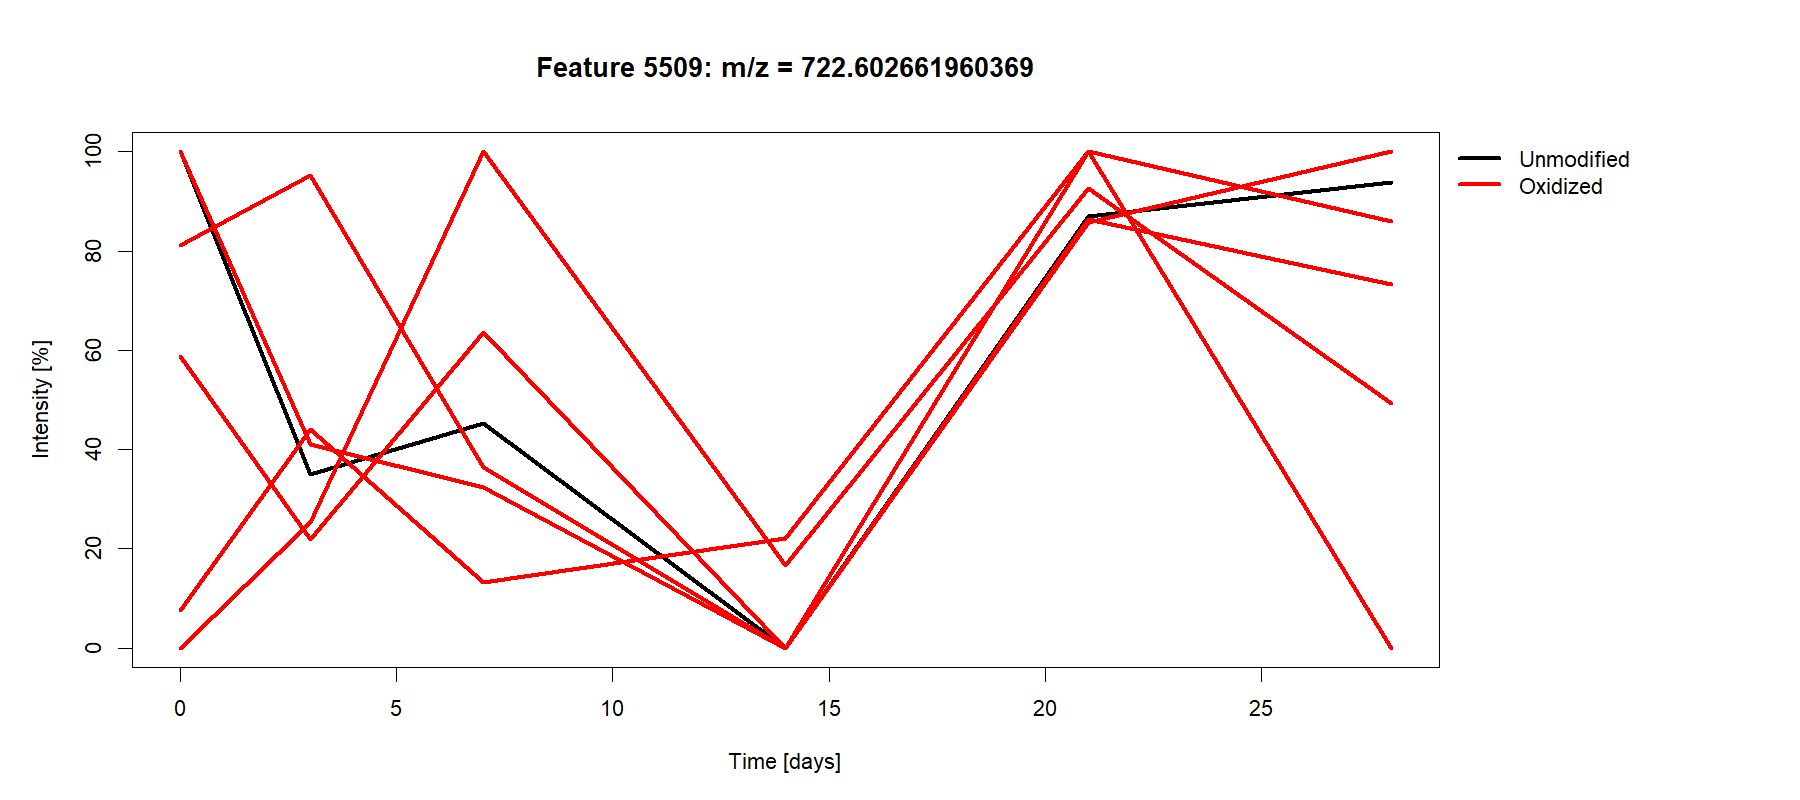 Feature 5509: m/z = 722.602661960369
Unmodified
Oxidized
Intensity [%]
100
80
60
40
20
0
0 5 10 15 20 25
Time [days]